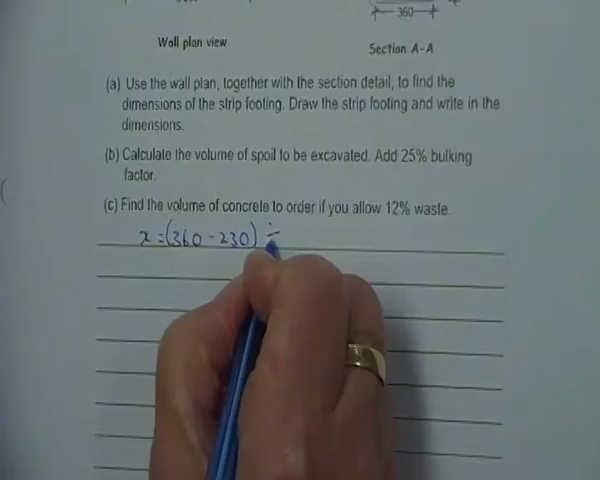 360
Wall plan view
Section A-A
(a) Use the wall plan, together with the section detail, to find the
dimensions of the strip footing. Draw the strip footing and write in the
dimensions.
(b) Calculate the volume of spoil to be excavated. Add 25% bulking
factor.
(c) Find the volume of concrete to order if you allow 12% waste.
x = (360 - 230) ÷